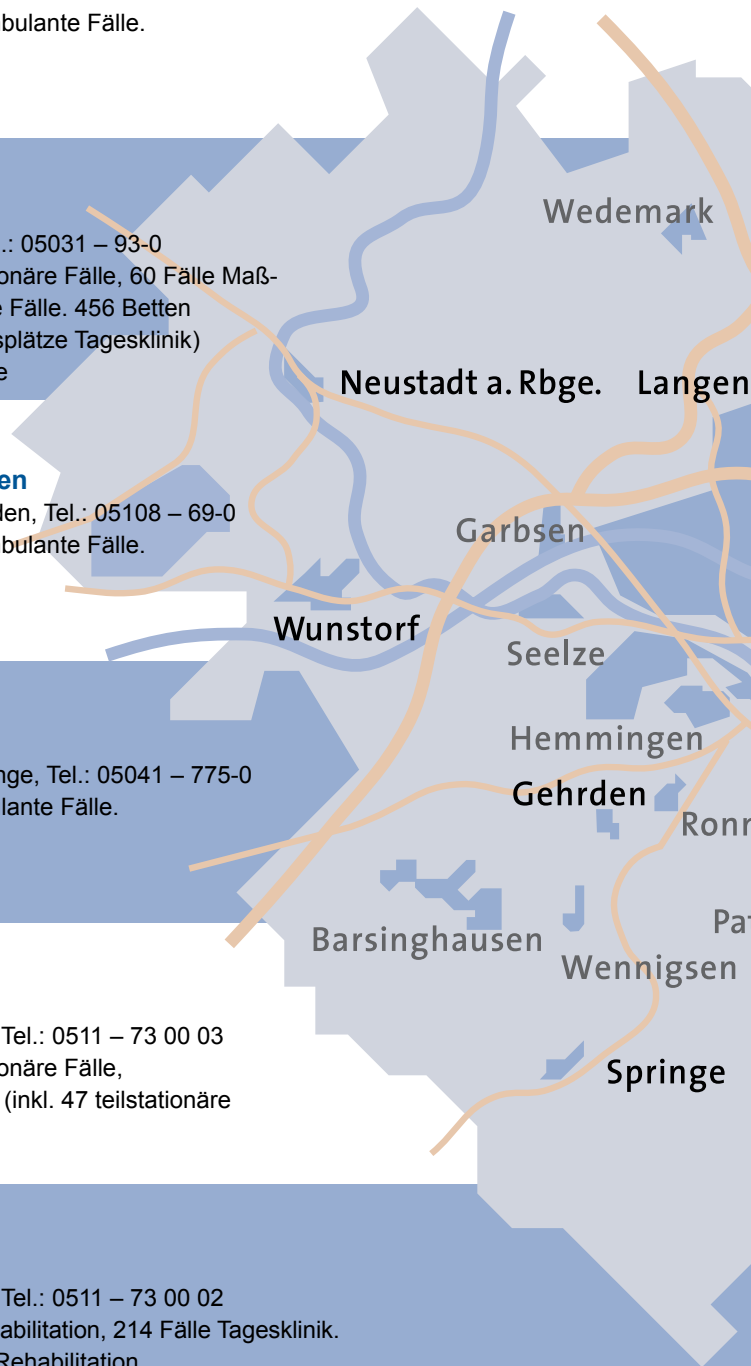 bulante Fälle.
.: 05031 – 93-0
onäre Fälle, 60 Fälle Maß-
e Fälle. 456 Betten
splätze Tagesklinik)
e
en
den, Tel.: 05108 – 69-0
bulante Fälle.
nge, Tel.: 05041 – 775-0
lante Fälle.
Tel.: 0511 – 73 00 03
onäre Fälle,
(inkl. 47 teilstationäre
Tel.: 0511 – 73 00 02
abilitation, 214 Fälle Tagesklinik.
Rehabilitation
Wedemark
Neustadt a. Rbge.
Langen
Garbsen
Wunstorf
Seelze
Hemmingen
Gehrden
Ronn
Pat
Barsinghausen
Wennigsen
Springe